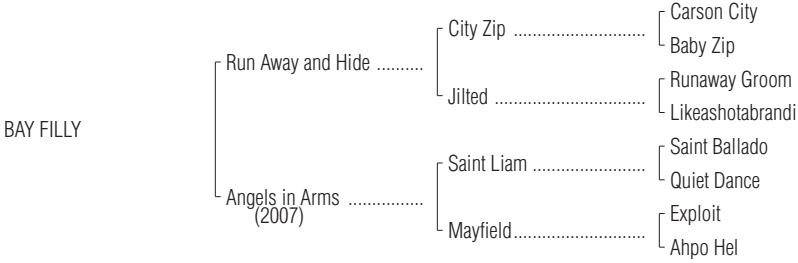 Carson City
City Zip ............................
Baby Zip
Run Away and Hide ..........
Runaway Groom
Jilted ................................
Likeashotabrandi
BAY FILLY
Saint Ballado
Saint Liam ........................
Quiet Dance
Angels in Arms ................
(2007)
Exploit
Mayfield............................
Ahpo Hel